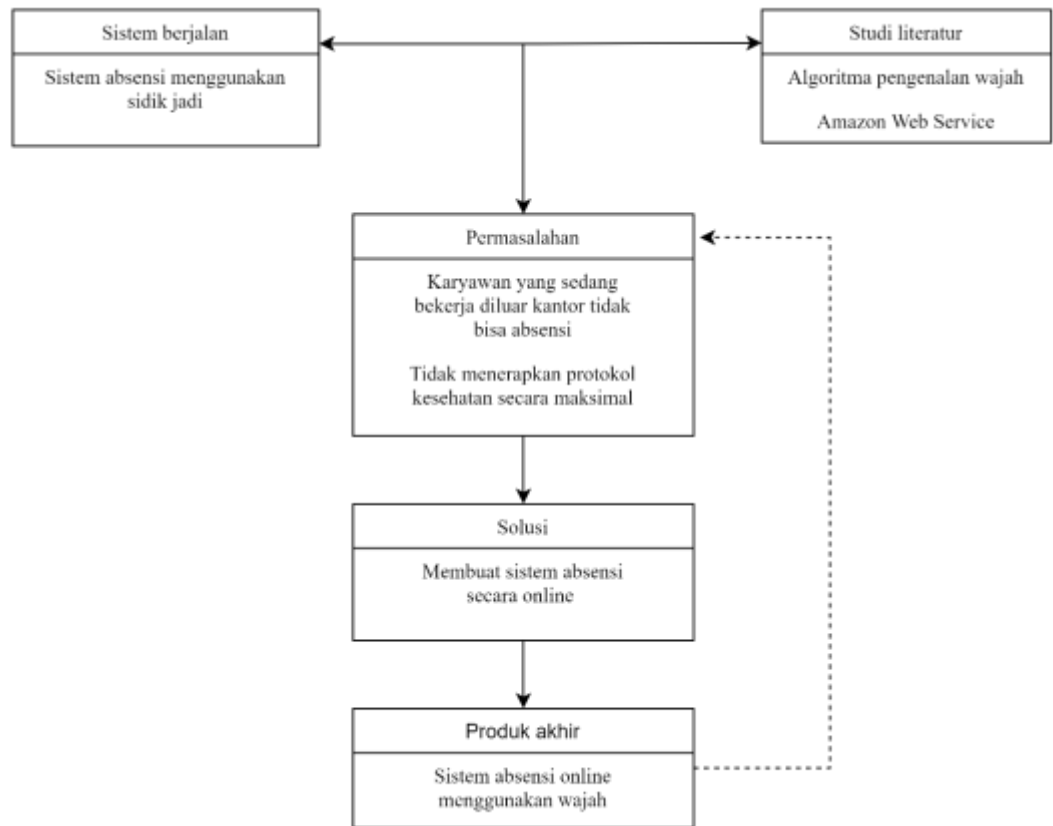 Sistem berjalan
Sistem absensi menggunakan
sidik jadi
Studi literatur
Algoritma pengenalan wajah
Amazon Web Service
Permasalahan
Karyawan yang sedang
bekerja diluar kantor tidak
bisa absensi
Tidak menerapkan protokol
kesehatan secara maksimal
Solusi
Membuat sistem absensi
secara online
Produk akhir
Sistem absensi online
menggunakan wajah